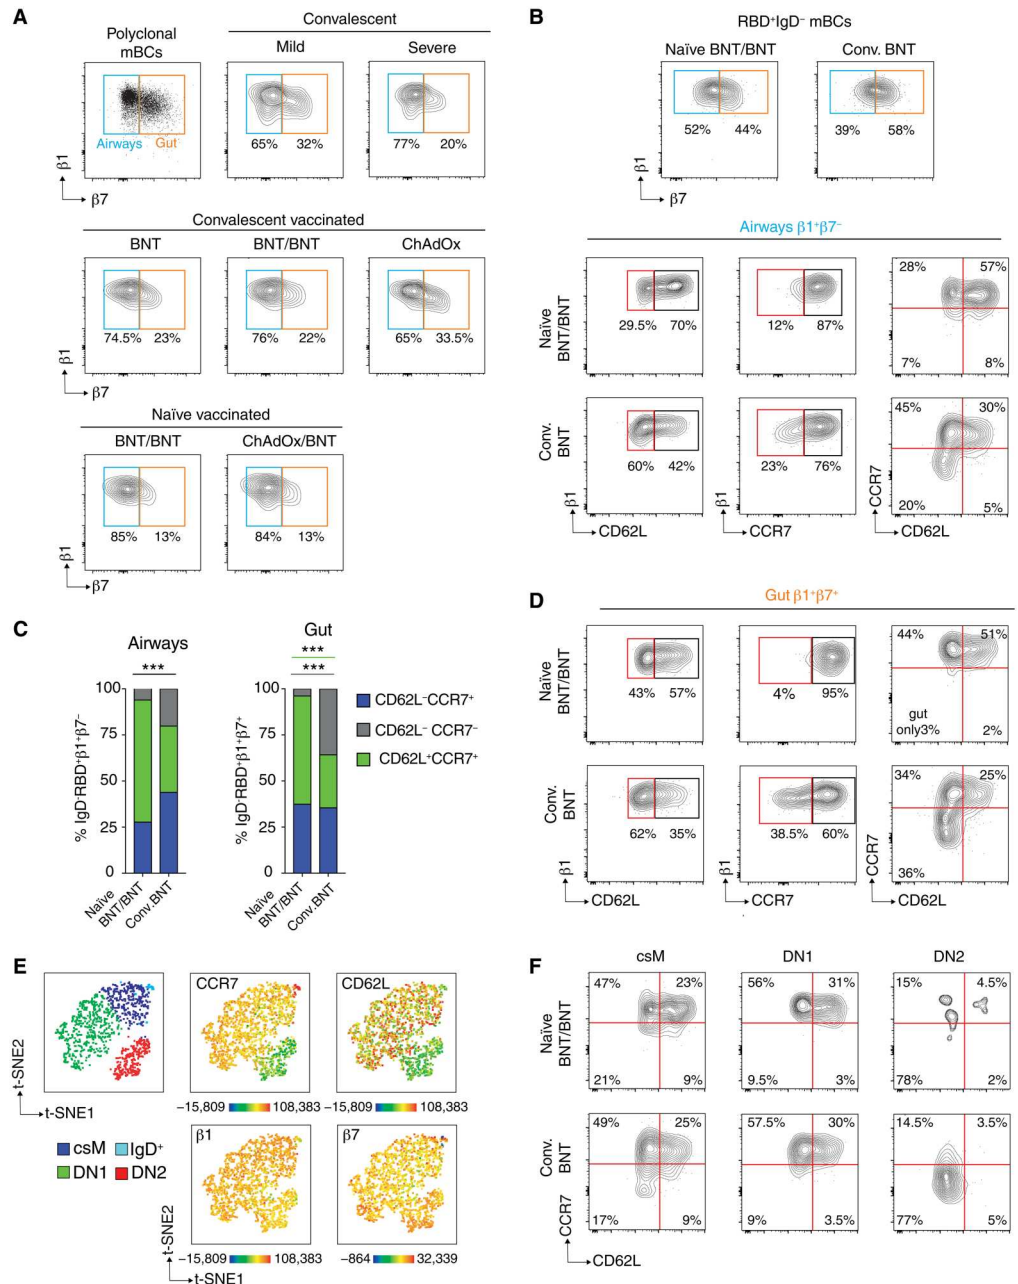 A
Convalescent
Polyclonal
mBCs
Mild
Severe
Airways
Gut
65%
32%
77%
20%
β1
β7
Convalescent vaccinated
BNT
BNT/BNT
ChAdOx
74.5%
23%
76%
22%
65%
33.5%
β1
β7
Naïve vaccinated
BNT/BNT
ChAdOx/BNT
85%
13%
84%
13%
β1
β7
B
RBD⁺IgD⁻ mBCs
Naïve BNT/BNT
Conv. BNT
52%
44%
39%
58%
β1
β7
Airways β1⁺β7⁻
Naïve
BNT/BNT
29.5%
70%
12%
87%
28%
57%
7%
8%
Conv.
BNT
60%
42%
23%
76%
45%
30%
20%
5%
β1
CD62L
β1
CCR7
CCR7
CD62L
C
Airways
Gut
***
***
***
% IgD⁻RBD⁺β1⁺β7⁻
100
75
50
25
0
Naïve
BNT/BNT
Conv.BNT
% IgD⁻RBD⁺β1⁺β7⁺
100
75
50
25
0
Naïve
BNT/BNT
Conv.BNT
CD62L⁻CCR7⁺
CD62L⁻ CCR7⁻
CD62L⁺CCR7⁺
D
Gut β1⁺β7⁺
Naïve
BNT/BNT
43%
57%
4%
95%
44%
51%
gut
only3%
2%
Conv.
BNT
62%
35%
38.5%
60%
34%
25%
36%
β1
CD62L
β1
CCR7
CCR7
CD62L
E
CCR7
CD62L
t-SNE2
t-SNE1
−15,809
108,383
−15,809
108,383
csM
IgD⁺
DN1
DN2
β1
β7
t-SNE2
t-SNE1
−15,809
108,383
−864
32,339
F
csM
DN1
DN2
Naïve
BNT/BNT
47%
23%
21%
9%
56%
31%
9.5%
3%
15%
4.5%
78%
2%
Conv.
BNT
49%
25%
17%
9%
57.5%
30%
9%
3.5%
14.5%
3.5%
77%
5%
CCR7
CD62L